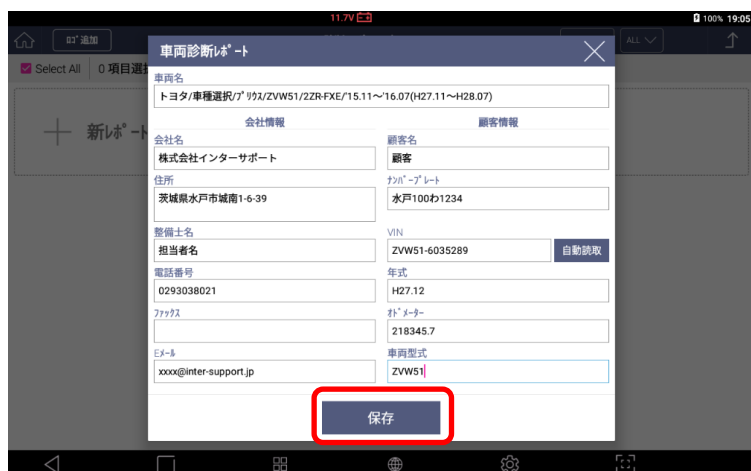 11.7V
100% 19:05
ﾛｺﾞ追加
ALL
Select All
0 項目選
新ﾚﾎﾟｰﾄ
車両診断ﾚﾎﾟｰﾄ
車両名
トヨタ/車種選択/ﾌﾟﾘｳｽ/ZVW51/2ZR-FXE/'15.11～'16.07(H27.11～H28.07)
会社情報
顧客情報
会社名
顧客名
株式会社インターサポート
顧客
住所
ﾅﾝﾊﾞｰﾌﾟﾚｰﾄ
茨城県水戸市城南1-6-39
水戸100わ1234
整備士名
VIN
担当者名
ZVW51-6035289
自動読取
電話番号
年式
0293038021
H27.12
ﾌｧｯｸｽ
ｵﾄﾞﾒｰﾀｰ
218345.7
Eﾒｰﾙ
車両型式
xxxx@inter-support.jp
ZVW51
保存